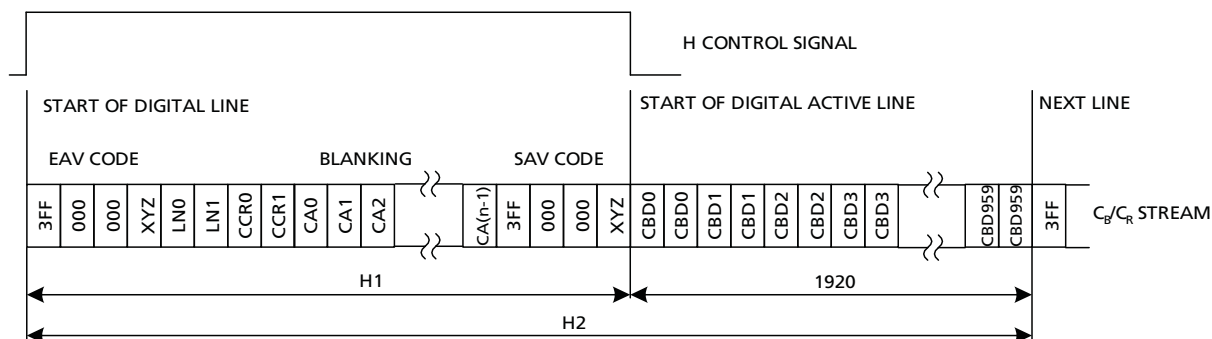 H CONTROL SIGNAL
START OF DIGITAL LINE
START OF DIGITAL ACTIVE LINE
NEXT LINE
EAV CODE
BLANKING
SAV CODE
3FF 000 000 XYZ LN0 LN1 CCR0 CCR1 CA0 CA1 CA2 CA(n-1) 3FF 000 000 XYZ CBD0 CBD0 CBD1 CBD1 CBD2 CBD2 CBD3 CBD3 CBD959 CBD959 3FF
CB/CR STREAM
H1
1920
H2